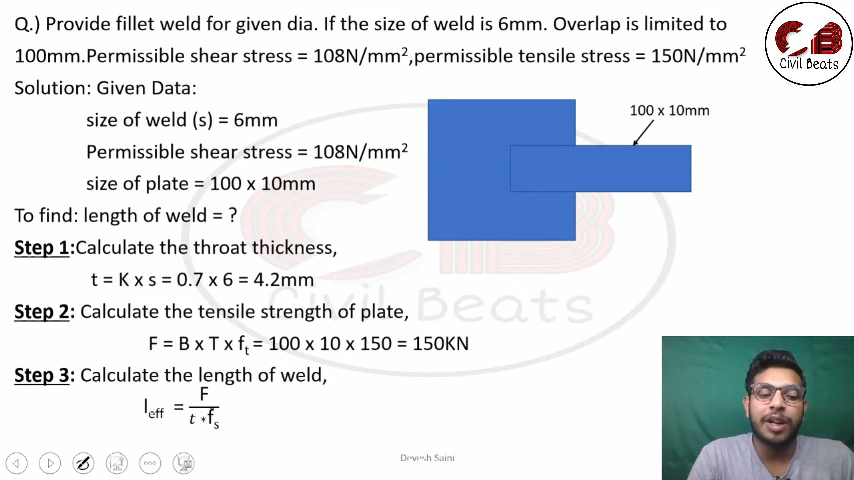 Q.) Provide fillet weld for given dia. If the size of weld is 6mm. Overlap is limited to
100mm.Permissible shear stress = 108N/mm²,permissible tensile stress = 150N/mm²
Civil Beats
Solution: Given Data:
size of weld (s) = 6mm
100 x 10mm
Permissible shear stress = 108N/mm²
size of plate = 100 x 10mm
To find: length of weld = ?
Step 1:Calculate the throat thickness,
t = K x s = 0.7 x 6 = 4.2mm
Civil Beats
Step 2: Calculate the tensile strength of plate,
F = B x T x fₜ = 100 x 10 x 150 = 150KN
Step 3: Calculate the length of weld,
l_eff = F / t * f_s
Devesh Saini